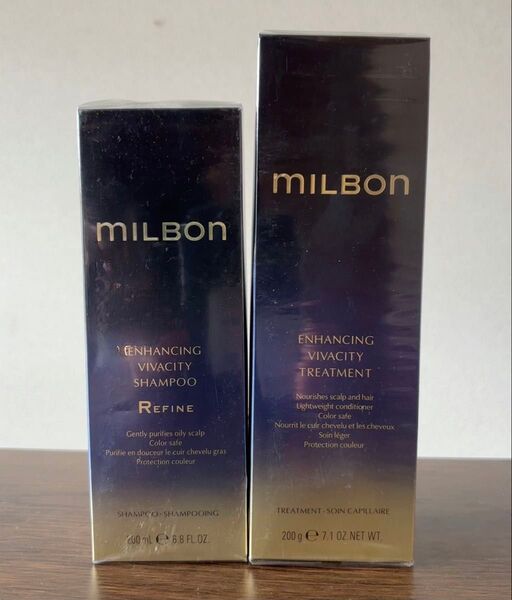 MILBON
ENHANCING
VIVACITY
SHAMPOO
REFINE
Gently purifies oily scalp
Color safe
Purifie en douceur le cuir chevelu gras
Protection couleur
SHAMPOO•SHAMPOOING
200 mL ℮ 6.8 FL.OZ.
MILBON
ENHANCING
VIVACITY
TREATMENT
Nourishes scalp and hair
Lightweight conditioner
Color safe
Nourrit le cuir chevelu et les cheveux
Soin léger
Protection couleur
TREATMENT•SOIN CAPILLAIRE
200 g ℮ 7.1 OZ. NET WT.